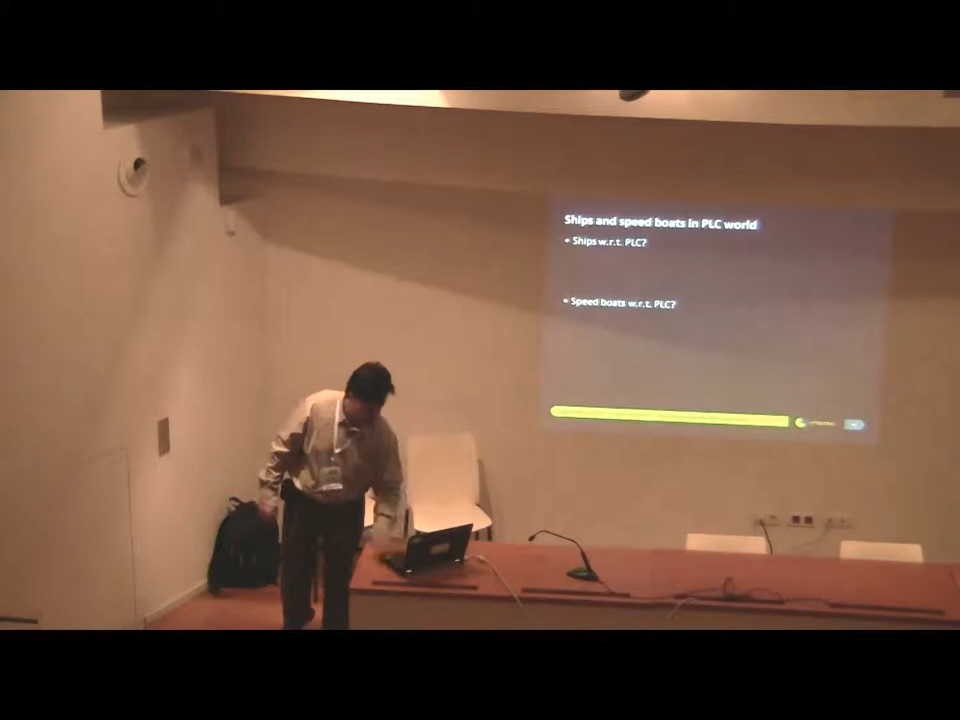 Ships and speed boats in PLC world
• Ships w.r.t. PLC?
• Speed boats w.r.t. PLC?